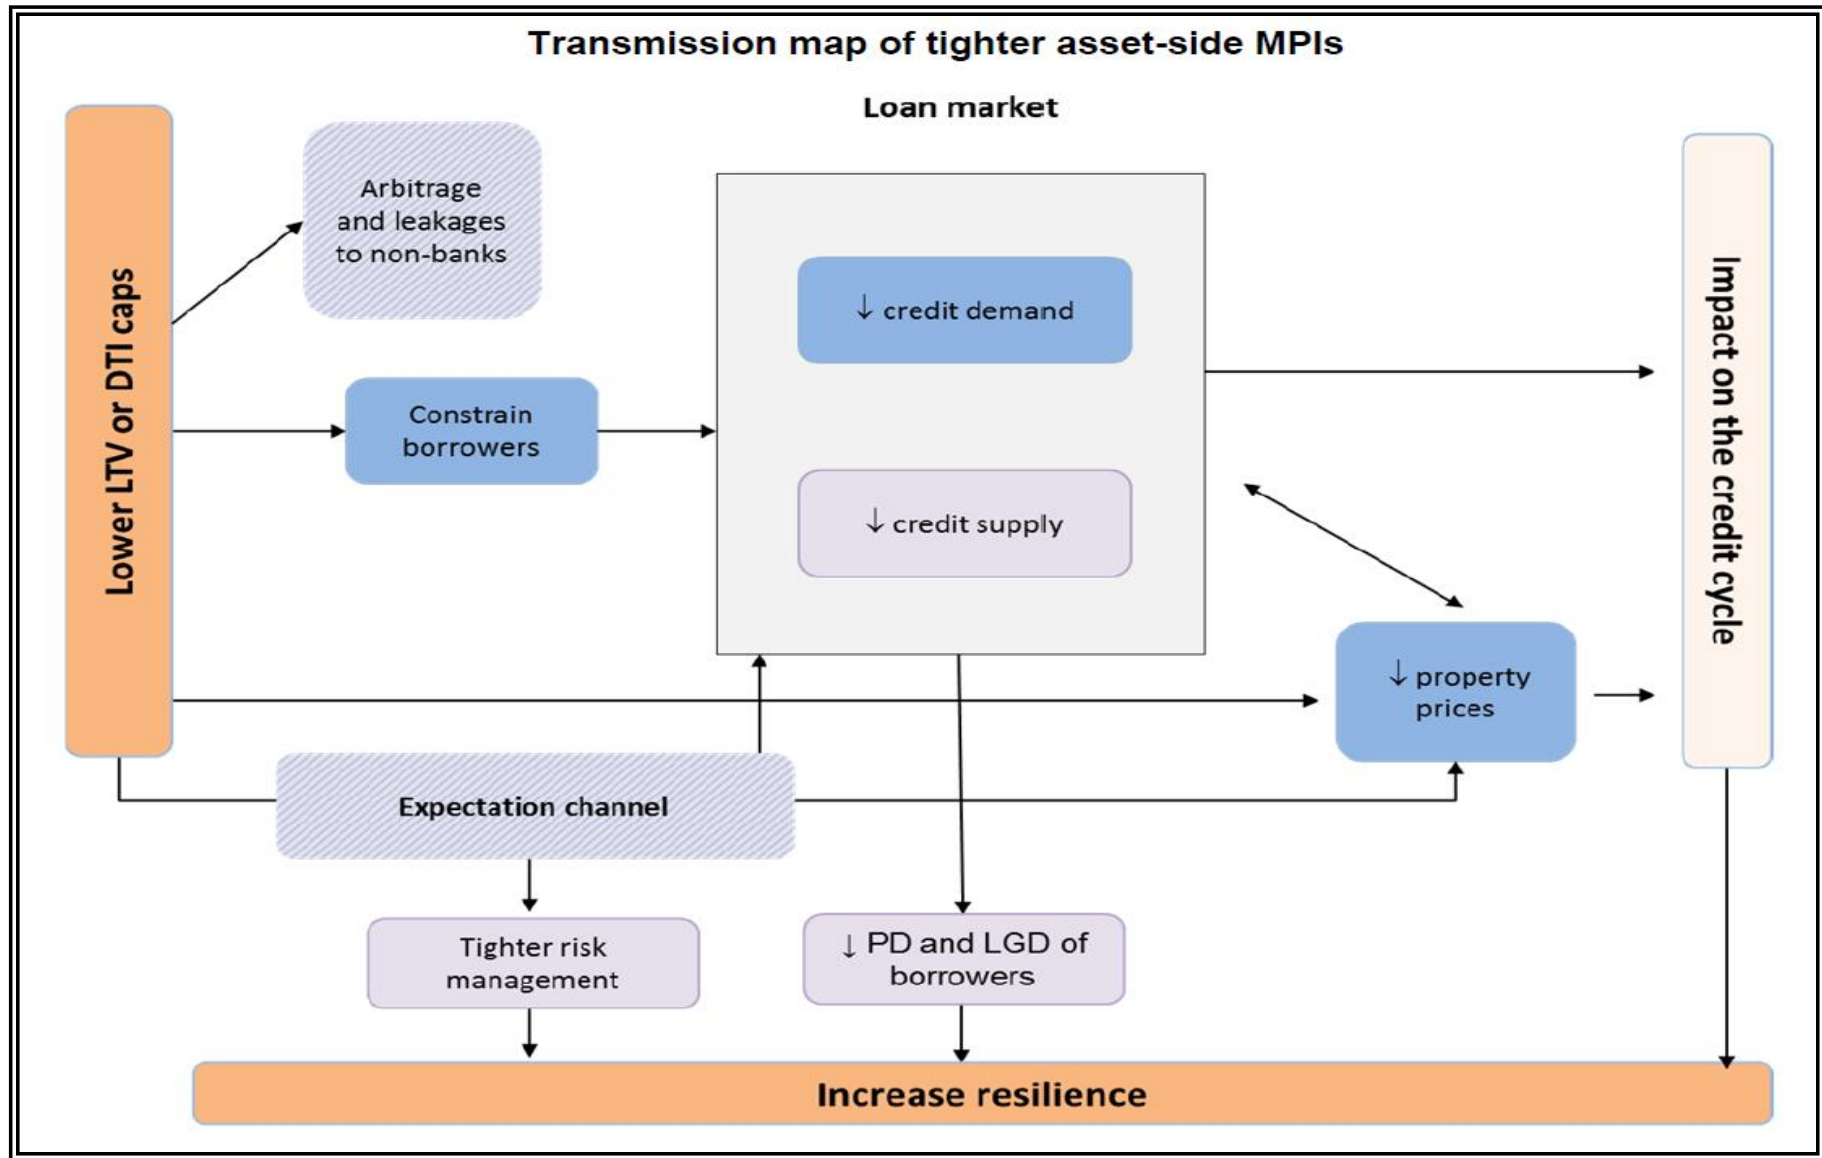 Transmission map of tighter asset-side MPIs
Loan market
Lower LTV or DTI caps
Arbitrage
and leakages
to non-banks
Constrain
borrowers
↓ credit demand
↓ credit supply
Impact on the credit cycle
↓ property
prices
Expectation channel
Tighter risk
management
↓ PD and LGD of
borrowers
Increase resilience